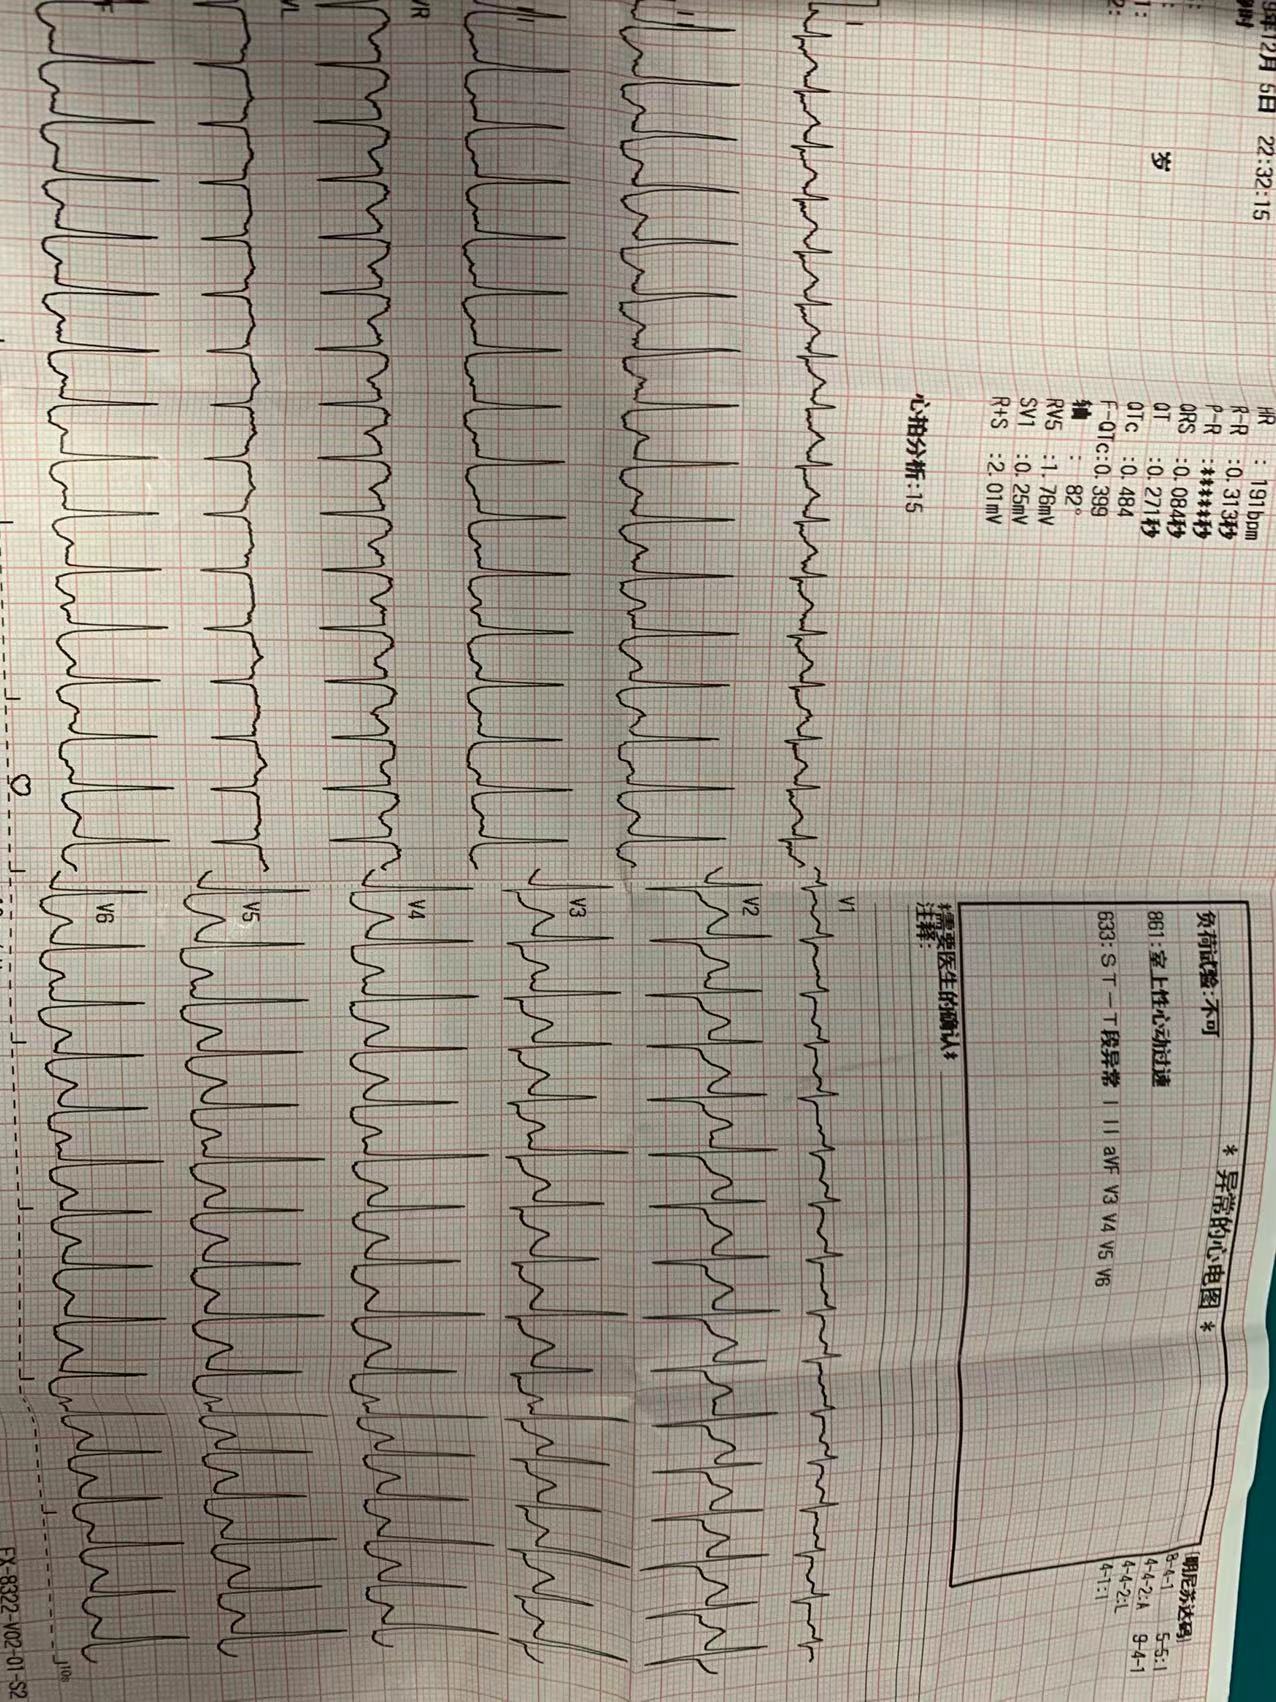 年12月 5日 22:32:15
岁
HR : 191bpm
R-R :0.313秒
P-R :*****秒
QRS :0.084秒
QT :0.271秒
QTc :0.484
F-QTc:0.399
轴 : 82°
RV5 :1.76mV
SV1 :0.25mV
R+S :2.01mV
心拍分析:15
* 异常的心电图 *
负荷试验:不可
861:室上性心动过速
633:ST-T段异常 I II aVF V3 V4 V5 V6
*需要医生的确认*
注释:
明尼苏达码
8-4-1 5-5:I
4-4-2:A 9-4-1
4-4-2:L
4-1:I
V1
V2
V3
VR
V4
VL
V5
V6
10s
FX-8322-V02-01-S2